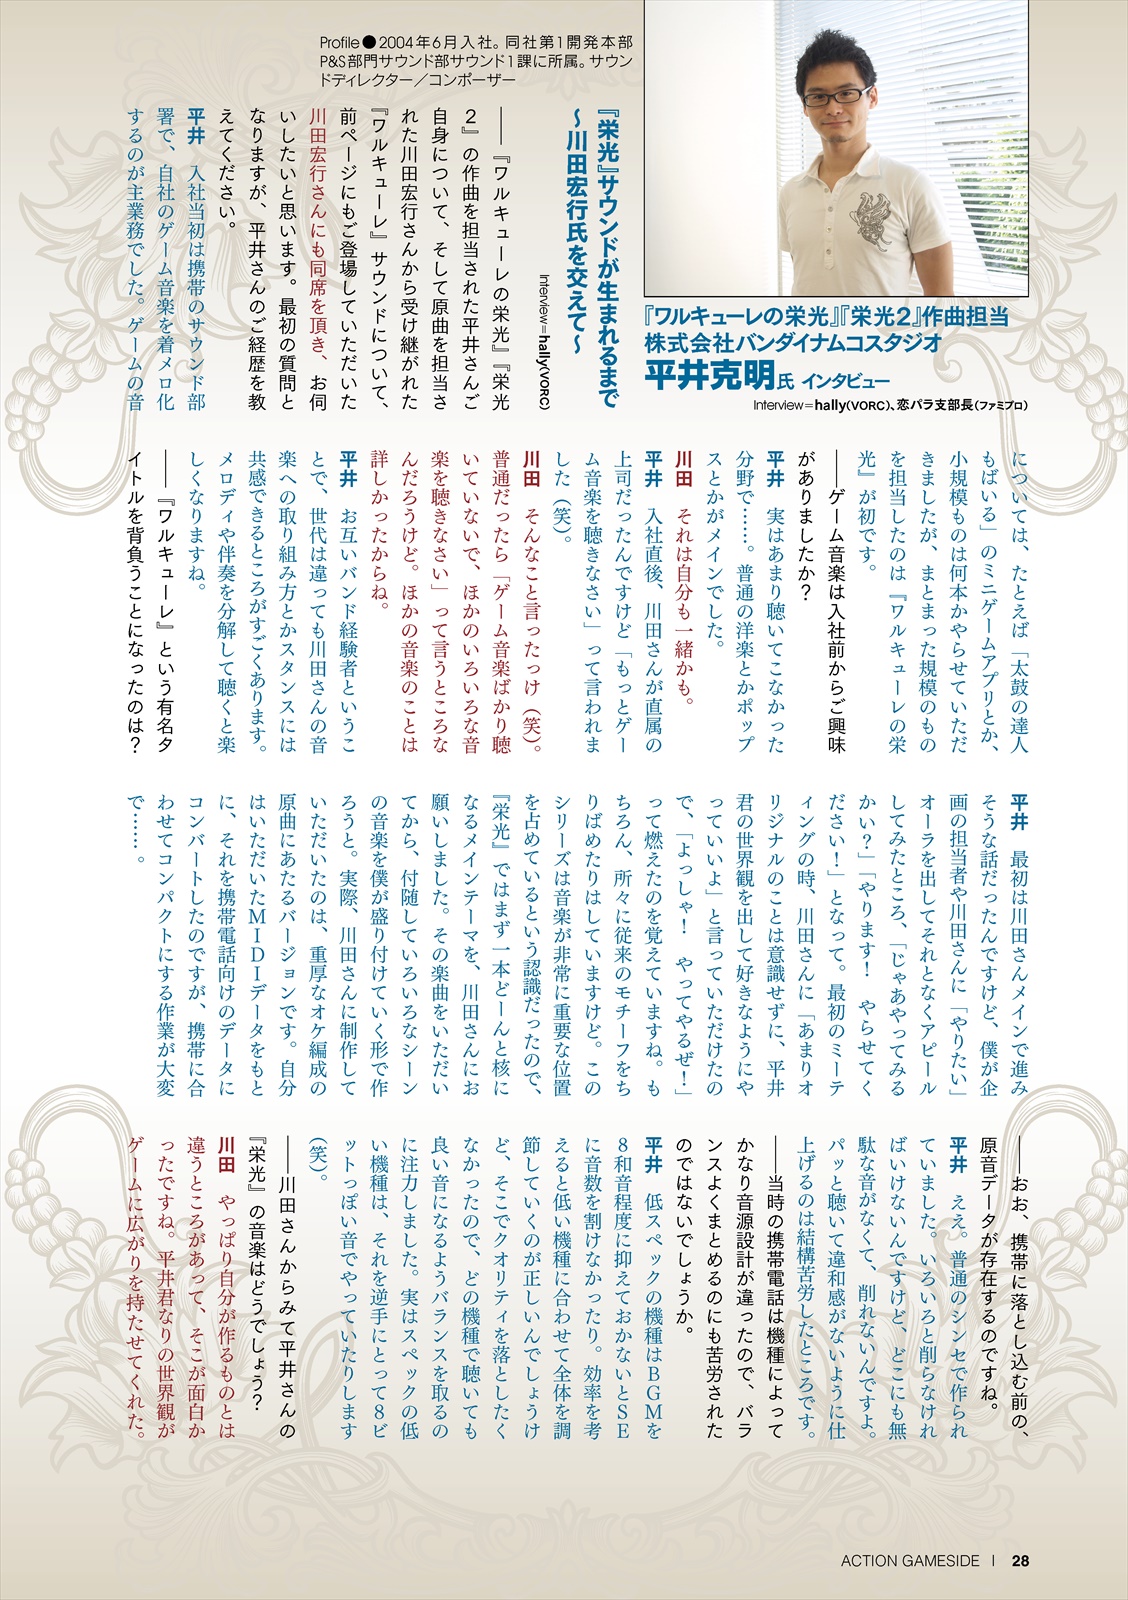 Profile●2004年6月入社。同社第1開発本部
P&S部門サウンド部サウンド1課に所属。サウン
ドディレクター／コンポーザー
『ワルキューレの栄光』『栄光2』作曲担当
株式会社バンダイナムコスタジオ
平井克明氏 インタビュー
Interview=hally(VORC)、恋パラ支部長(ファミプロ)
『栄光』サウンドが生まれるまで
～川田宏行氏を交えて～
Interview=hally(VORC)
――『ワルキューレの栄光』『栄光
2』の作曲を担当された平井さんご
自身について、そして原曲を担当さ
れた川田宏行さんから受け継がれた
『ワルキューレ』サウンドについて、
前ページにもご登場していただいた
川田宏行さんにも同席を頂き、お伺
いしたいと思います。最初の質問と
なりますが、平井さんのご経歴を教
えてください。
平井　入社当初は携帯のサウンド部
署で、自社のゲーム音楽を着メロ化
するのが主業務でした。ゲームの音
については、たとえば「太鼓の達人
もばいる」のミニゲームアプリとか、
小規模ものは何本かやらせていただ
きましたが、まとまった規模のもの
を担当したのは『ワルキューレの栄
光』が初です。
――ゲーム音楽は入社前からご興味
がありましたか？
平井　実はあまり聴いてこなかった
分野で……。普通の洋楽とかポップ
スとかがメインでした。
川田　それは自分も一緒かも。
平井　入社直後、川田さんが直属の
上司だったんですけど「もっとゲー
ム音楽を聴きなさい」って言われま
した（笑）。
川田　そんなこと言ったっけ（笑）。
普通だったら「ゲーム音楽ばかり聴
いていないで、ほかのいろいろな音
楽を聴きなさい」って言うところな
んだろうけど。ほかの音楽のことは
詳しかったからね。
平井　お互いバンド経験者というこ
とで、世代は違っても川田さんの音
楽への取り組み方とかスタンスには
共感できるところがすごくあります。
メロディや伴奏を分解して聴くと楽
しくなりますね。
――『ワルキューレ』という有名タ
イトルを背負うことになったのは？
平井　最初は川田さんメインで進み
そうな話だったんですけど、僕が企
画の担当者や川田さんに「やりたい」
オーラを出してそれとなくアピール
してみたところ、「じゃあやってみる
かい？」「やります！　やらせてく
ださい！」となって。最初のミーテ
ィングの時、川田さんに「あまりオ
リジナルのことは意識せずに、平井
君の世界観を出して好きなようにや
っていいよ」と言っていただけたの
で、「よっしゃ！　やってやるぜ！」
って燃えたのを覚えていますね。も
ちろん、所々に従来のモチーフをち
りばめたりはしていますけど。この
シリーズは音楽が非常に重要な位置
を占めているという認識だったので、
『栄光』ではまず一本どーんと核に
なるメインテーマを、川田さんにお
願いしました。その楽曲をいただい
てから、付随していろいろなシーン
の音楽を僕が盛り付けていく形で作
ろうと。実際、川田さんに制作して
いただいたのは、重厚なオケ編成の
原曲にあたるバージョンです。自分
はいただいたMIDIデータをもと
に、それを携帯電話向けのデータに
コンバートしたのですが、携帯に合
わせてコンパクトにする作業が大変
で……。
――おお、携帯に落とし込む前の、
原音データが存在するのですね。
平井　ええ。普通のシンセで作られ
ていました。いろいろと削らなけれ
ばいけないんですけど、どこにも無
駄な音がなくて、削れないんですよ。
パッと聴いて違和感がないように仕
上げるのは結構苦労したところです。
――当時の携帯電話は機種によって
かなり音源設計が違ったので、バラ
ンスよくまとめるのにも苦労された
のではないでしょうか。
平井　低スペックの機種はBGMを
8和音程度に抑えておかないとSE
に音数を割けなかったり。効率を考
えると低い機種に合わせて全体を調
節していくのが正しいんでしょうけ
ど、そこでクオリティを落としたく
なかったので、どの機種で聴いても
良い音になるようバランスを取るの
に注力しました。実はスペックの低
い機種は、それを逆手にとって8ビ
ットっぽい音でやっていたりします
（笑）。
――川田さんからみて平井さんの
『栄光』の音楽はどうでしょう？
川田　やっぱり自分が作るものとは
違うところがあって、そこが面白か
ったですね。平井君なりの世界観が
ゲームに広がりを持たせてくれた。
ACTION GAMESIDE | 28